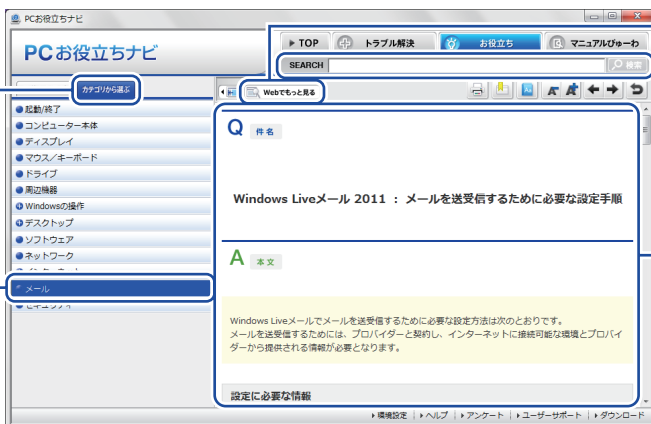 PCお役立ちナビ
PCお役立ちナビ
TOP
トラブル解決
お役立ち
マニュアルびゅーわ
SEARCH
検索
カテゴリから選ぶ
Webでもっと見る
起動/終了
コンピューター本体
ディスプレイ
マウス/キーボード
ドライブ
周辺機器
Windowsの操作
デスクトップ
ソフトウェア
ネットワーク
メール
Q 件名
Windows Liveメール 2011 : メールを送受信するために必要な設定手順
A 本文
Windows Liveメールでメールを送受信するために必要な設定方法は次のとおりです。
メールを送受信するためには、プロバイダーと契約し、インターネットに接続可能な環境とプロバイ
ダーから提供される情報が必要となります。
設定に必要な情報
環境設定 ヘルプ アンケート ユーザーサポート ダウンロード